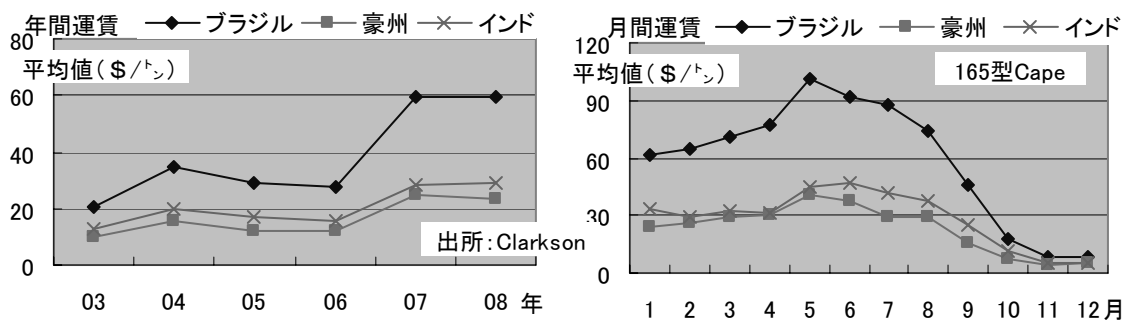 年間運賃 ブラジル 豪州 インド
平均値($/㌧)
80
60
40
20
0
出所:Clarkson
03 04 05 06 07 08 年
月間運賃 ブラジル 豪州 インド
平均値($/㌧)
165型Cape
120
90
60
30
0
1 2 3 4 5 6 7 8 9 10 11 12月